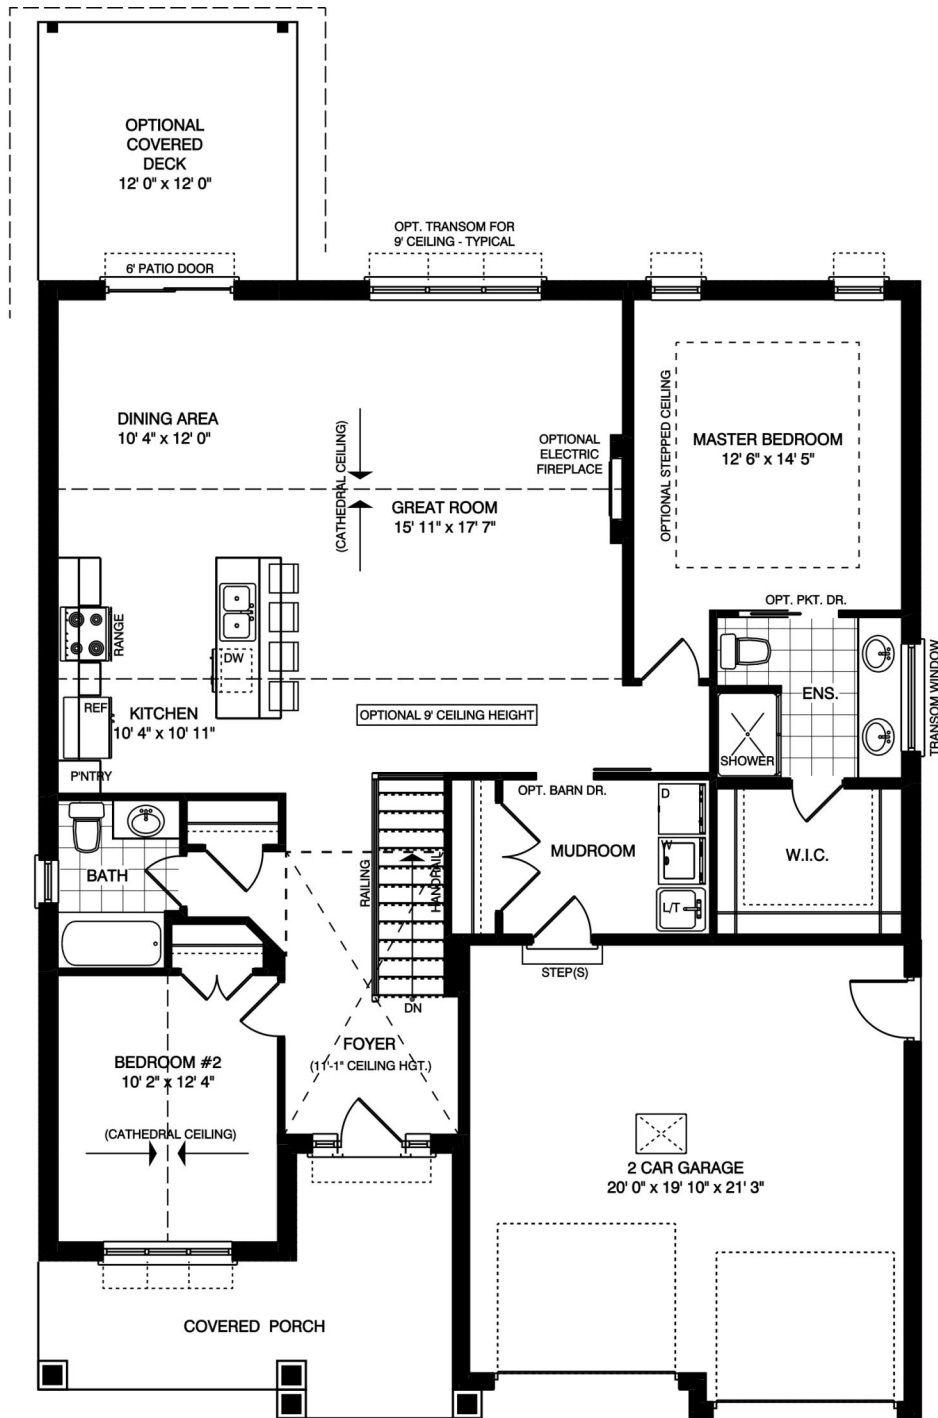 OPTIONAL
COVERED
DECK
12' 0" x 12' 0"
OPT. TRANSOM FOR
9' CEILING - TYPICAL
6' PATIO DOOR
DINING AREA
10' 4" x 12' 0"
(CATHEDRAL CEILING)
GREAT ROOM
15' 11" x 17' 7"
OPTIONAL
ELECTRIC
FIREPLACE
OPTIONAL STEPPED CEILING
MASTER BEDROOM
12' 6" x 14' 5"
OPT. PKT. DR.
RANGE
DW
REF
KITCHEN
10' 4" x 10' 11"
P'NTRY
OPTIONAL 9' CEILING HEIGHT
ENS.
SHOWER
TRANSOM WINDOW
OPT. BARN DR.
D
W
L/T
MUDROOM
W.I.C.
BATH
RAILING
HANDRAIL
DN
STEP(S)
FOYER
(11'-1" CEILING HGT.)
BEDROOM #2
10' 2" x 12' 4"
(CATHEDRAL CEILING)
2 CAR GARAGE
20' 0" x 19' 10" x 21' 3"
COVERED PORCH